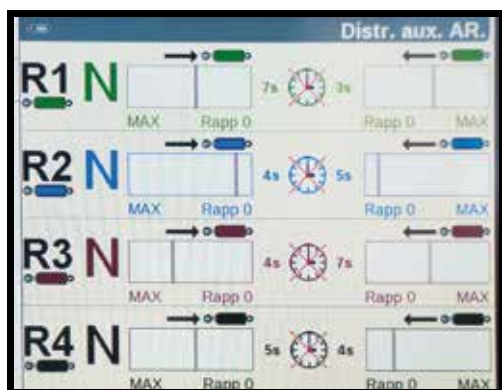 Distr. aux. AR.
R1 N 7s 3s
MAX Rapp 0 Rapp 0 MAX
R2 N 4s 5s
MAX Rapp 0 Rapp 0 MAX
R3 N 4s 7s
MAX Rapp 0 Rapp 0 MAX
R4 N 5s 4s
MAX Rapp 0 Rapp 0 MAX